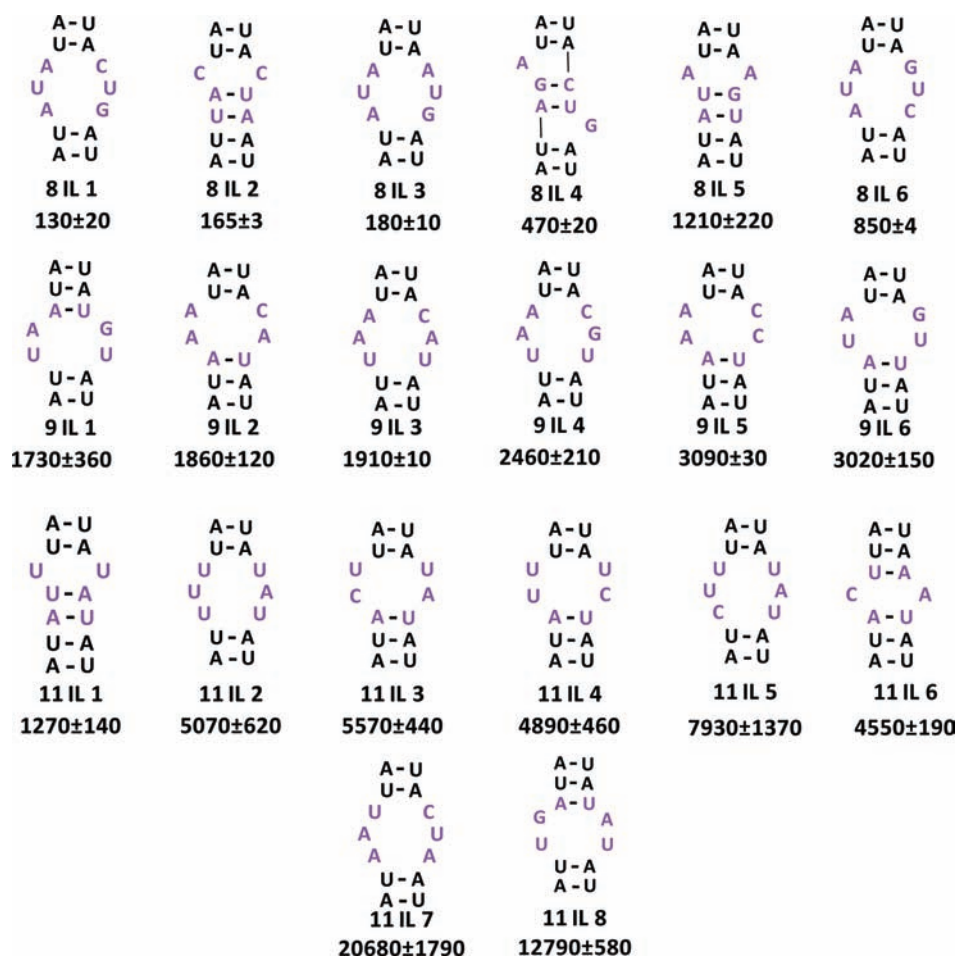 A-U
U-A
A C
U U
A G
U-A
A-U
8 IL 1
130±20
A-U
U-A
C C
A-U
U-A
U-A
A-U
8 IL 2
165±3
A-U
U-A
A A
U U
A G
U-A
A-U
8 IL 3
180±10
A-U
U-A
A
G-C
A-U
G
U-A
A-U
8 IL 4
470±20
A-U
U-A
A A
U-G
A-U
U-A
A-U
8 IL 5
1210±220
A-U
U-A
A G
U U
A C
U-A
A-U
8 IL 6
850±4
A-U
U-A
A-U
A G
U U
U-A
A-U
9 IL 1
1730±360
A-U
U-A
A C
A A
A-U
U-A
A-U
9 IL 2
1860±120
A-U
U-A
A C
A A
U U
U-A
A-U
9 IL 3
1910±10
A-U
U-A
A C
A G
U U
U-A
A-U
9 IL 4
2460±210
A-U
U-A
A C
A C
A-U
U-A
A-U
9 IL 5
3090±30
A-U
U-A
A G
U U
A-U
U-A
A-U
9 IL 6
3020±150
A-U
U-A
U U
U-A
A-U
U-A
A-U
11 IL 1
1270±140
A-U
U-A
U U
U A
U U
U-A
A-U
11 IL 2
5070±620
A-U
U-A
U U
C A
A-U
U-A
A-U
11 IL 3
5570±440
A-U
U-A
U U
U C
A-U
U-A
A-U
11 IL 4
4890±460
A-U
U-A
U U
U A
C U
U-A
A-U
11 IL 5
7930±1370
A-U
U-A
U-A
C A
A-U
U-A
A-U
11 IL 6
4550±190
A-U
U-A
U C
A U
A A
U-A
A-U
11 IL 7
20680±1790
A-U
U-A
A-U
G A
U U
U-A
A-U
11 IL 8
12790±580